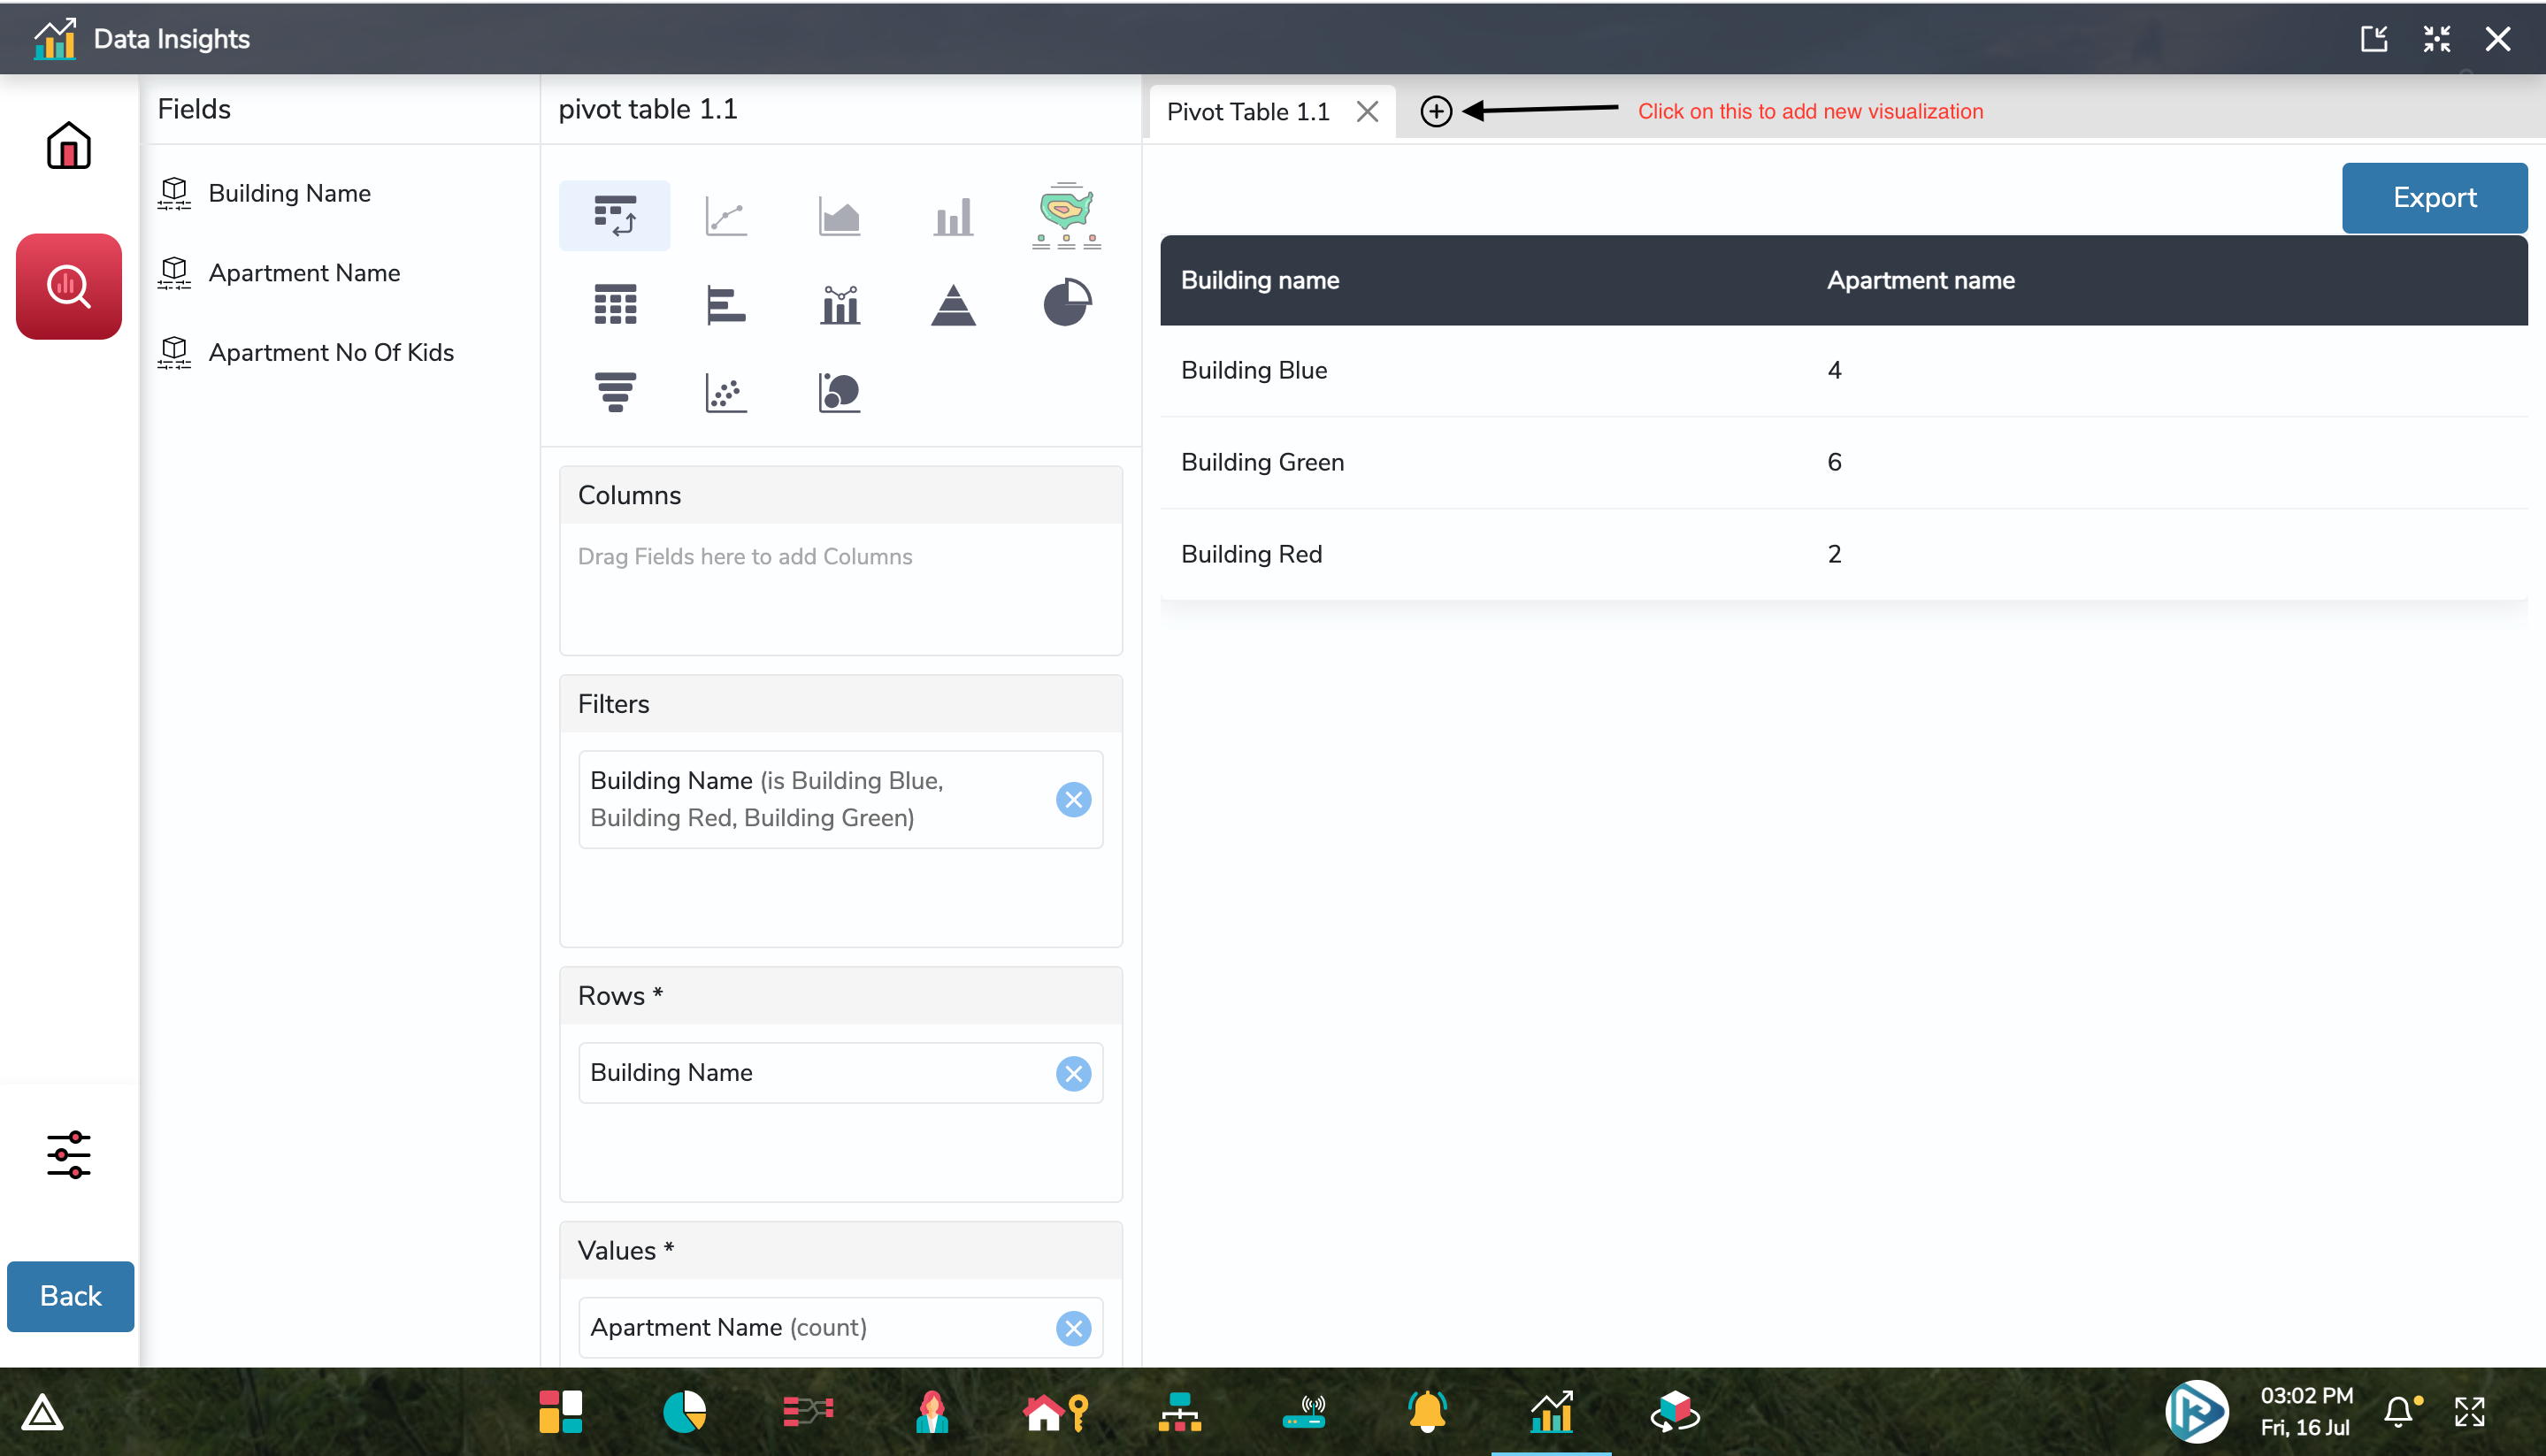 Data Insights
Fields
pivot table 1.1
Pivot Table 1.1
Click on this to add new visualization
Building Name
Apartment Name
Apartment No Of Kids
Export
Building name Apartment name
Building Blue 4
Building Green 6
Building Red 2
Columns
Drag Fields here to add Columns
Filters
Building Name (is Building Blue,
Building Red, Building Green)
Rows *
Building Name
Values *
Apartment Name (count)
Back
03:02 PM
Fri, 16 Jul